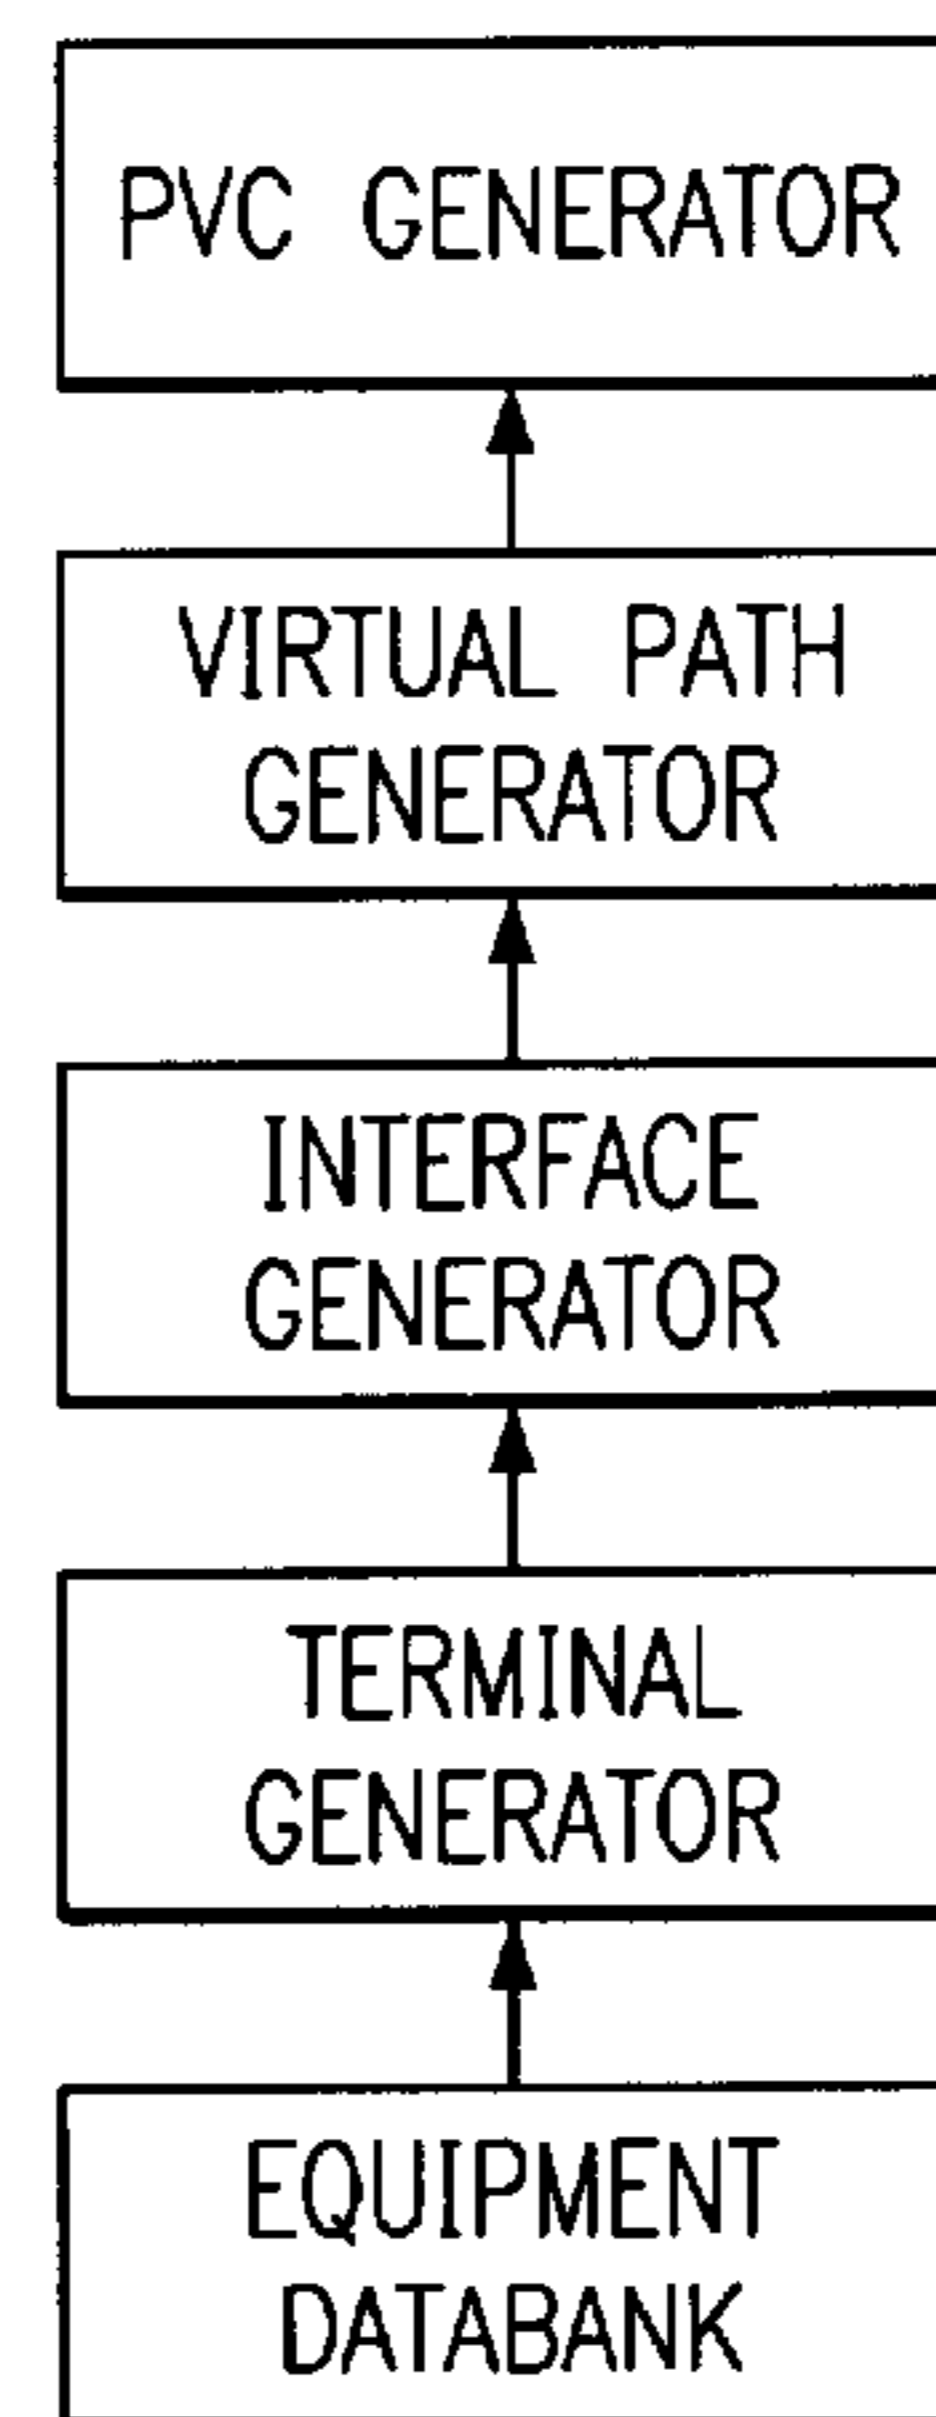 PVC GENERATOR
VIRTUAL PATH
GENERATOR
INTERFACE
GENERATOR
TERMINAL
GENERATOR
EQUIPMENT
DATABANK